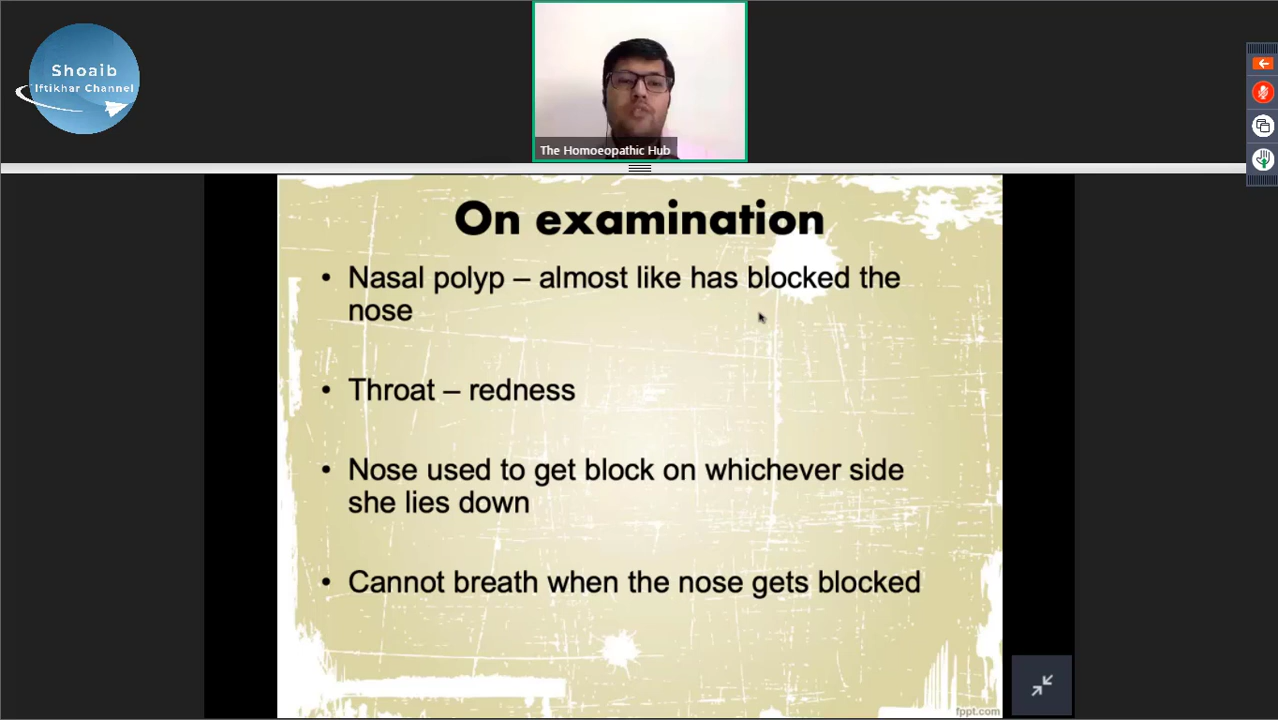 Shoaib
Iftikhar Channel
The Homoeopathic Hub
On examination
• Nasal polyp – almost like has blocked the
nose
• Throat – redness
• Nose used to get block on whichever side
she lies down
• Cannot breath when the nose gets blocked
fppt.com